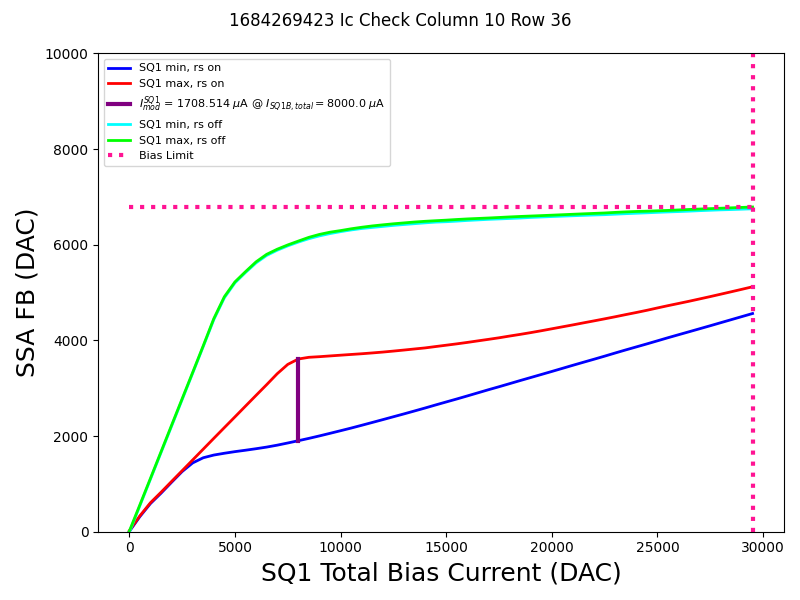 1684269423 Ic Check Column 10 Row 36
10000
8000
6000
4000
2000
0
SSA FB (DAC)
SQ1 min, rs on
SQ1 max, rs on
I_{mod}^{SQ1} = 1708.514 μA @ I_{SQ1B,total} = 8000.0 μA
SQ1 min, rs off
SQ1 max, rs off
Bias Limit
0 5000 10000 15000 20000 25000 30000
SQ1 Total Bias Current (DAC)